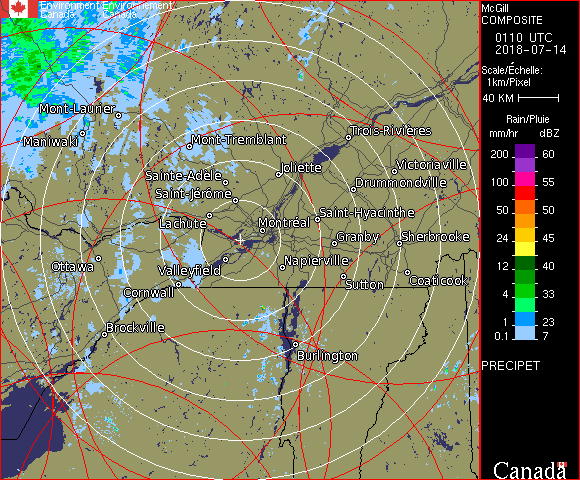 Environment Environnement
Canada Canada
McGill
COMPOSITE
0110 UTC
2018-07-14
Scale/Échelle:
1km/Pixel
40 KM
Rain/Pluie
mm/hr dBZ
200 60
100 55
50 50
24 45
12 40
4 33
1 23
0.1 7
PRECIPET
Canada
Mont-Laurier
Maniwaki
Mont-Tremblant
Trois-Rivières
Sainte-Adèle
Joliette
Victoriaville
Saint-Jérôme
Drummondville
Lachute
Montréal
Saint-Hyacinthe
Granby
Sherbrooke
Ottawa
Valleyfield
Napierville
Cornwall
Sutton
Coaticook
Brockville
Burlington